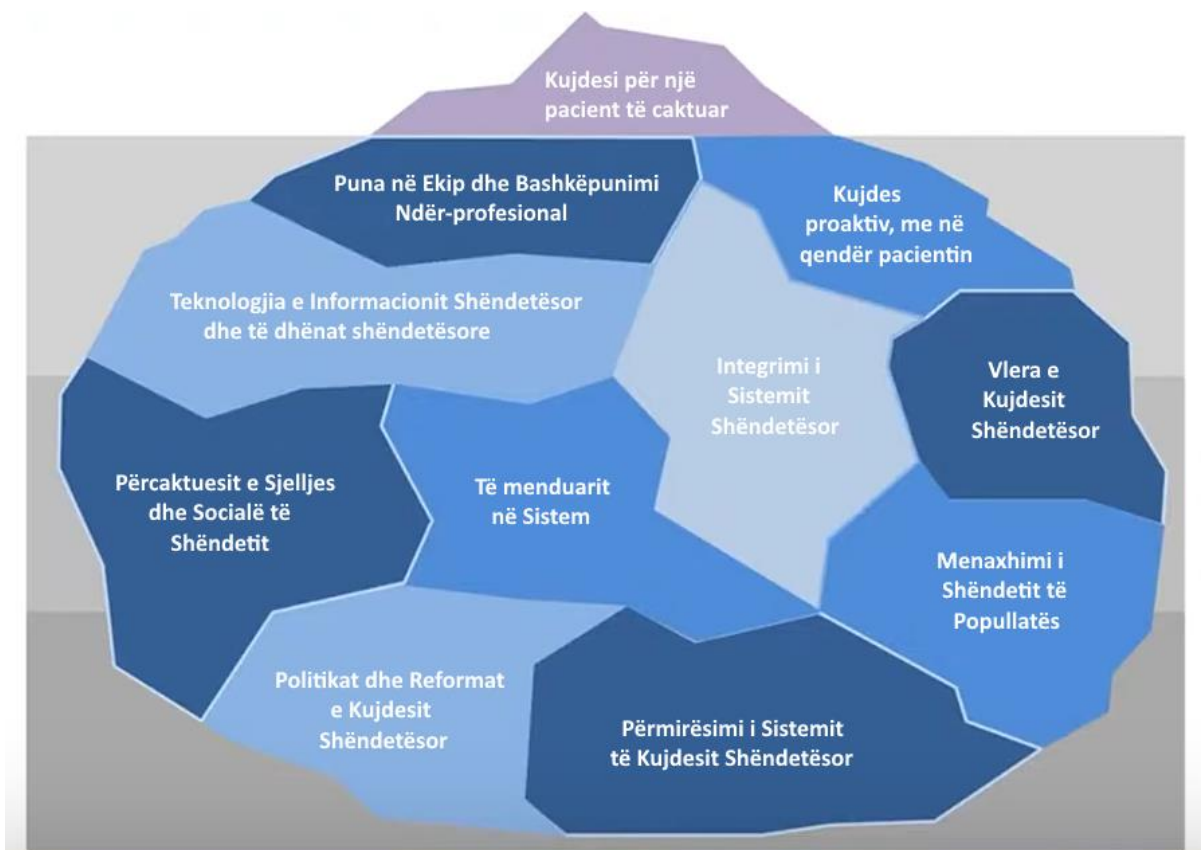 Kujdesi për një
pacient të caktuar
Puna në Ekip dhe Bashkëpunimi
Ndër-profesional
Kujdes
proaktiv, me në
qendër pacientin
Teknologjia e Informacionit Shëndetësor
dhe të dhënat shëndetësore
Integrimi i
Sistemit
Shëndetësor
Vlera e
Kujdesit
Shëndetësor
Përcaktuesit e Sjelljes
dhe Socialë të
Shëndetit
Të menduarit
në Sistem
Menaxhimi i
Shëndetit të
Popullatës
Politikat dhe Reformat
e Kujdesit
Shëndetësor
Përmirësimi i Sistemit
të Kujdesit Shëndetësor